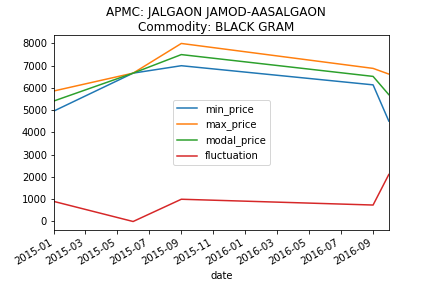 APMC: JALGAON JAMOD-AASALGAON
Commodity: BLACK GRAM
8000
7000
6000
5000
4000
3000
2000
1000
0
min_price
max_price
modal_price
fluctuation
2015-01
2015-03
2015-05
2015-07
2015-09
2015-11
2016-01
2016-03
2016-05
2016-07
2016-09
date